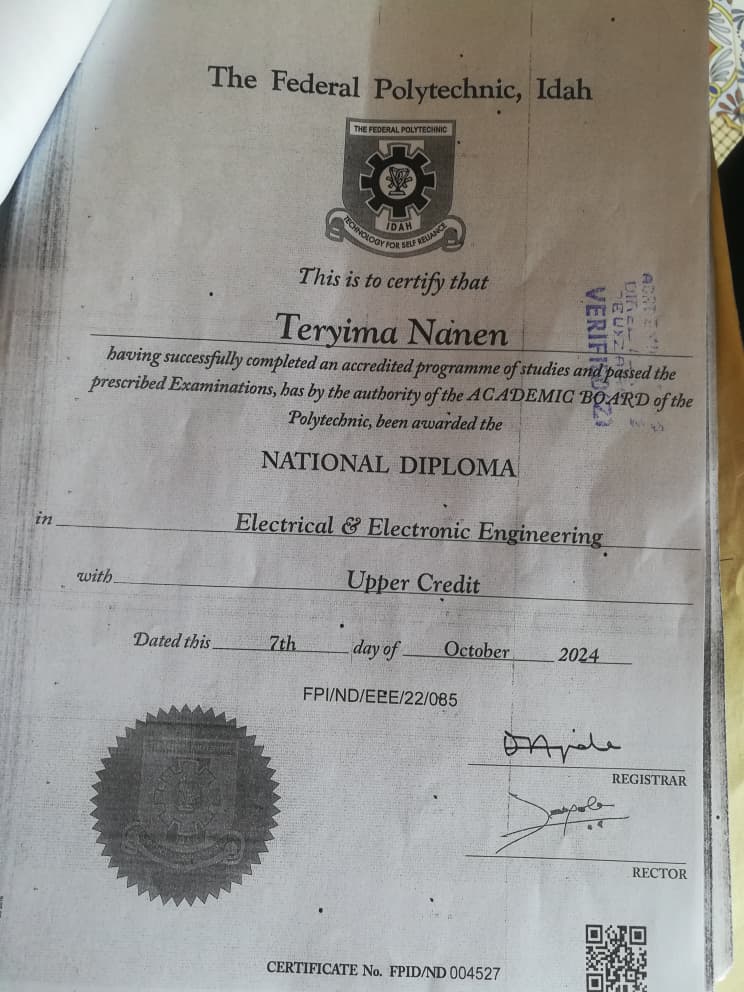 The Federal Polytechnic, Idah
THE FEDERAL POLYTECHNIC
IDAH
TECHNOLOGY FOR SELF RELIANCE
This is to certify that
Teryima Nanen
having successfully completed an accredited programme of studies and passed the
prescribed Examinations, has by the authority of the ACADEMIC BOARD of the
Polytechnic, been awarded the
NATIONAL DIPLOMA
in Electrical & Electronic Engineering
with Upper Credit
Dated this 7th day of October 2024
FPI/ND/EEE/22/085
REGISTRAR
RECTOR
CERTIFICATE No. FPID/ND 004527